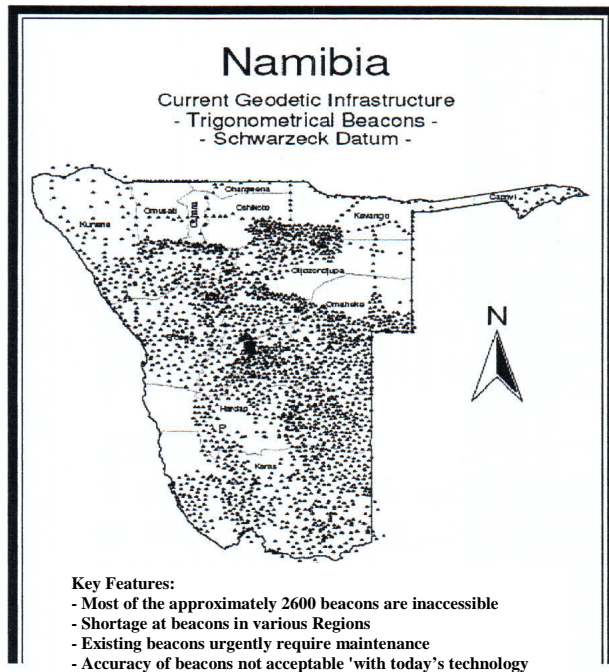 Namibia
Current Geodetic Infrastructure
- Trigonometrical Beacons -
- Schwarzeck Datum -
Ohangwena
Caprivi
Omusati
Oshikoto
Kavango
Kunene
Otjozondjupa
Omaheke
N
Hardap
P
Karas
Key Features:
- Most of the approximately 2600 beacons are inaccessible
- Shortage at beacons in various Regions
- Existing beacons urgently require maintenance
- Accuracy of beacons not acceptable 'with today's technology